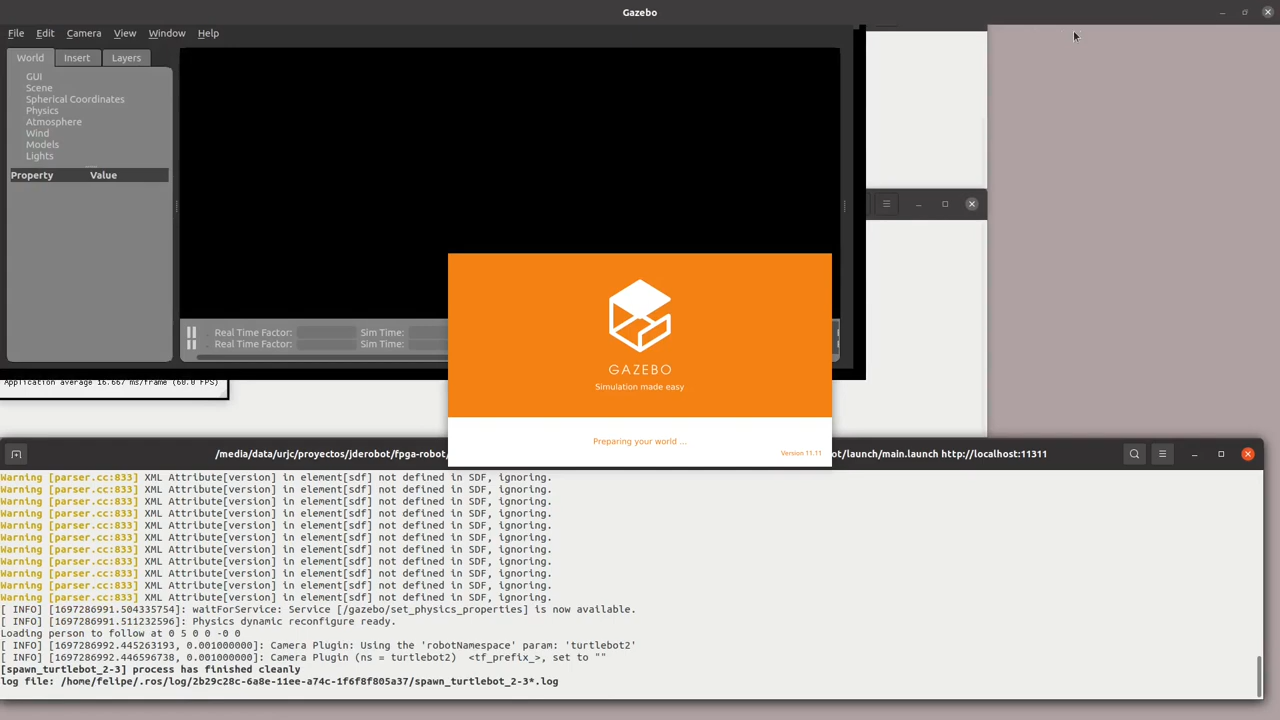 Gazebo
File Edit Camera View Window Help
World Insert Layers
GUI
Scene
Spherical Coordinates
Physics
Atmosphere
Wind
Models
Lights
Property Value
Real Time Factor: Sim Time:
Real Time Factor: Sim Time:
GAZEBO
Simulation made easy
Preparing your world ...
Version 11.11
Application average 16.667 ms/frame (60.0 FPS)
/media/data/urjc/proyectos/jderobot/fpga-robot/ ot/launch/main.launch http://localhost:11311
Warning [parser.cc:833] XML Attribute[version] in element[sdf] not defined in SDF, ignoring.
Warning [parser.cc:833] XML Attribute[version] in element[sdf] not defined in SDF, ignoring.
Warning [parser.cc:833] XML Attribute[version] in element[sdf] not defined in SDF, ignoring.
Warning [parser.cc:833] XML Attribute[version] in element[sdf] not defined in SDF, ignoring.
Warning [parser.cc:833] XML Attribute[version] in element[sdf] not defined in SDF, ignoring.
Warning [parser.cc:833] XML Attribute[version] in element[sdf] not defined in SDF, ignoring.
Warning [parser.cc:833] XML Attribute[version] in element[sdf] not defined in SDF, ignoring.
Warning [parser.cc:833] XML Attribute[version] in element[sdf] not defined in SDF, ignoring.
Warning [parser.cc:833] XML Attribute[version] in element[sdf] not defined in SDF, ignoring.
Warning [parser.cc:833] XML Attribute[version] in element[sdf] not defined in SDF, ignoring.
Warning [parser.cc:833] XML Attribute[version] in element[sdf] not defined in SDF, ignoring.
[ INFO] [1697286991.504335754]: waitForService: Service [/gazebo/set_physics_properties] is now available.
[ INFO] [1697286991.511232596]: Physics dynamic reconfigure ready.
Loading person to follow at 0 5 0 0 -0 0
[ INFO] [1697286992.445263193, 0.001000000]: Camera Plugin: Using the 'robotNamespace' param: 'turtlebot2'
[ INFO] [1697286992.446596738, 0.001000000]: Camera Plugin (ns = turtlebot2) <tf_prefix_>, set to ""
[spawn_turtlebot_2-3] process has finished cleanly
log file: /home/felipe/.ros/log/2b29c28c-6a8e-11ee-a74c-1f6f8f805a37/spawn_turtlebot_2-3*.log